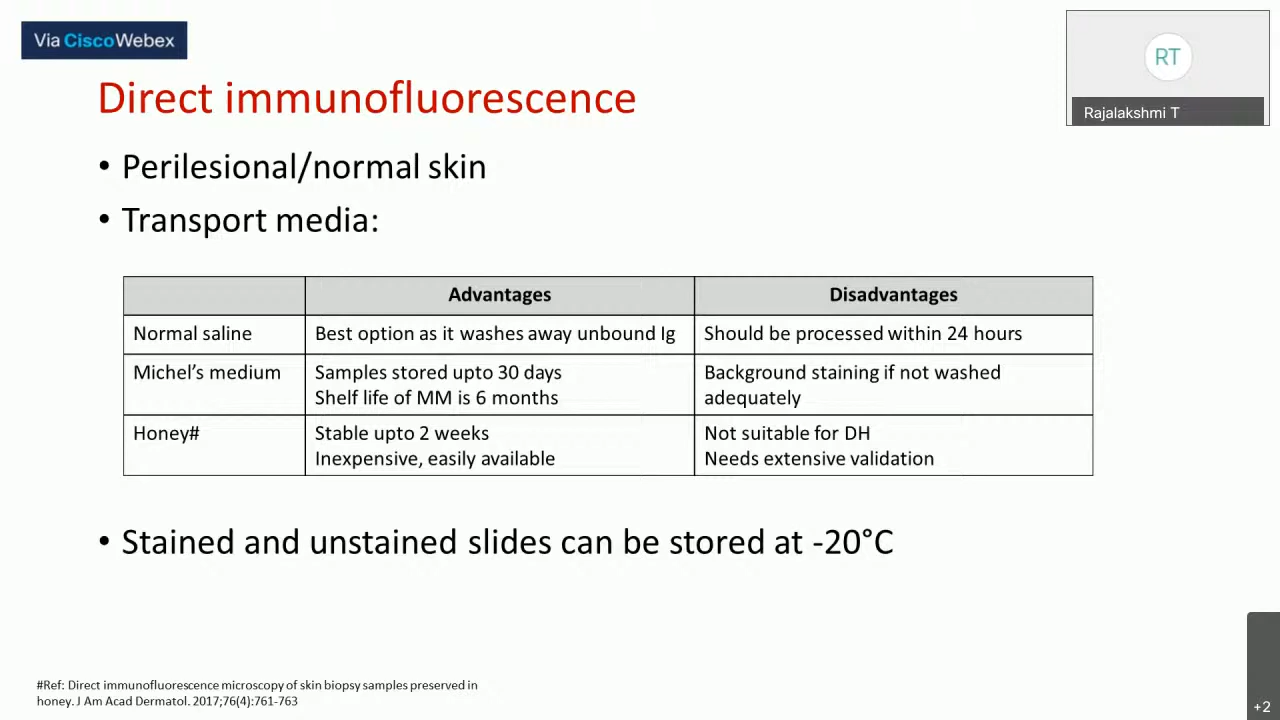 Via CiscoWebex
RT
Rajalakshmi T
Direct immunofluorescence
• Perilesional/normal skin
• Transport media:
Advantages Disadvantages
Normal saline Best option as it washes away unbound Ig Should be processed within 24 hours
Michel's medium Samples stored upto 30 days Background staining if not washed
Shelf life of MM is 6 months adequately
Honey# Stable upto 2 weeks Not suitable for DH
Inexpensive, easily available Needs extensive validation
• Stained and unstained slides can be stored at -20°C
#Ref: Direct immunofluorescence microscopy of skin biopsy samples preserved in
honey. J Am Acad Dermatol. 2017;76(4):761-763
+2